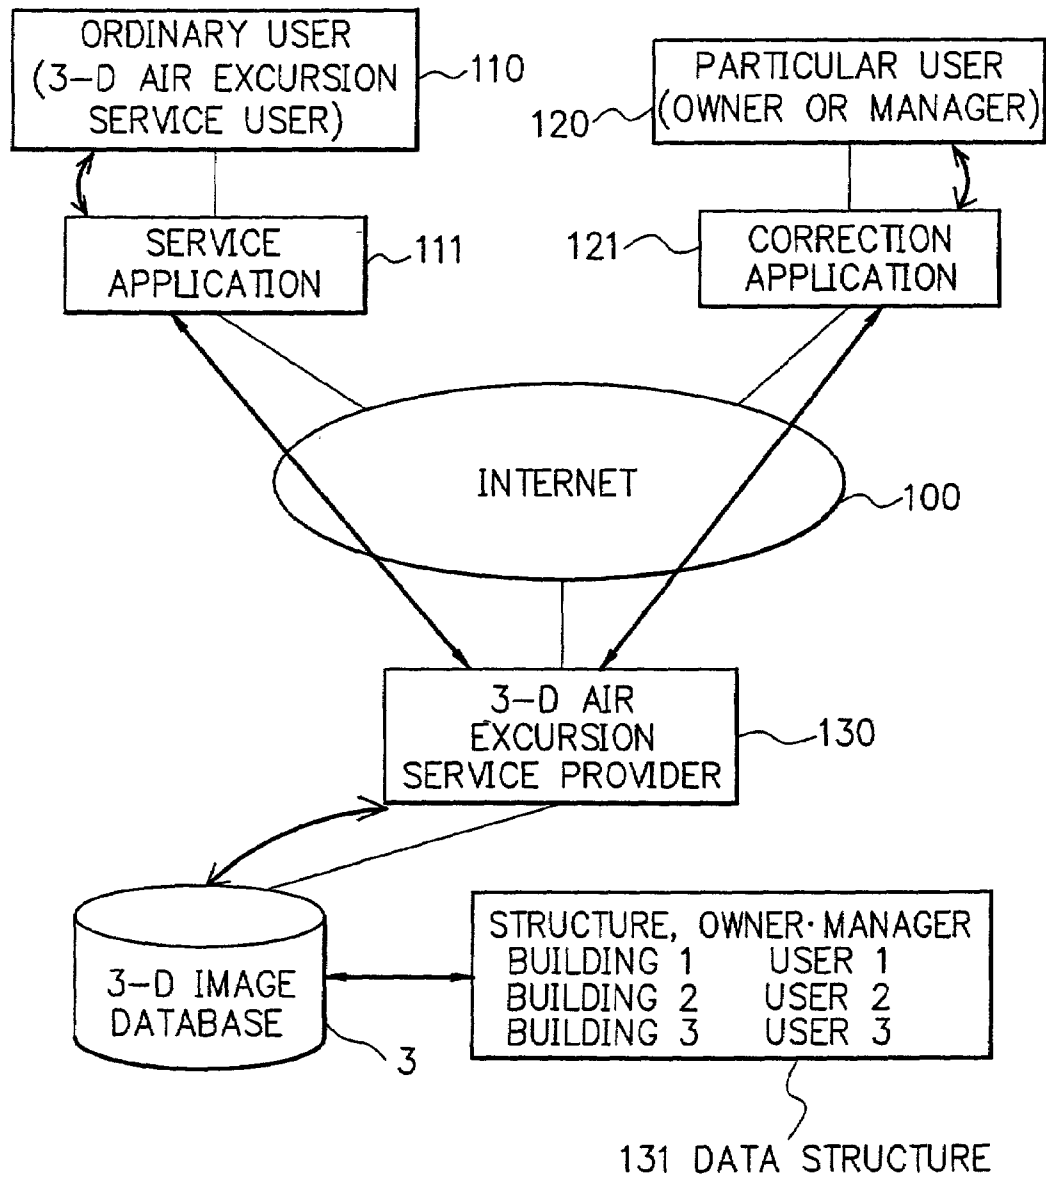 ORDINARY USER
(3-D AIR EXCURSION
SERVICE USER)
110
PARTICULAR USER
(OWNER OR MANAGER)
120
SERVICE
APPLICATION
111
CORRECTION
APPLICATION
121
INTERNET
100
3-D AIR
EXCURSION
SERVICE PROVIDER
130
3-D IMAGE
DATABASE
3
STRUCTURE, OWNER·MANAGER
BUILDING 1 USER 1
BUILDING 2 USER 2
BUILDING 3 USER 3
131 DATA STRUCTURE